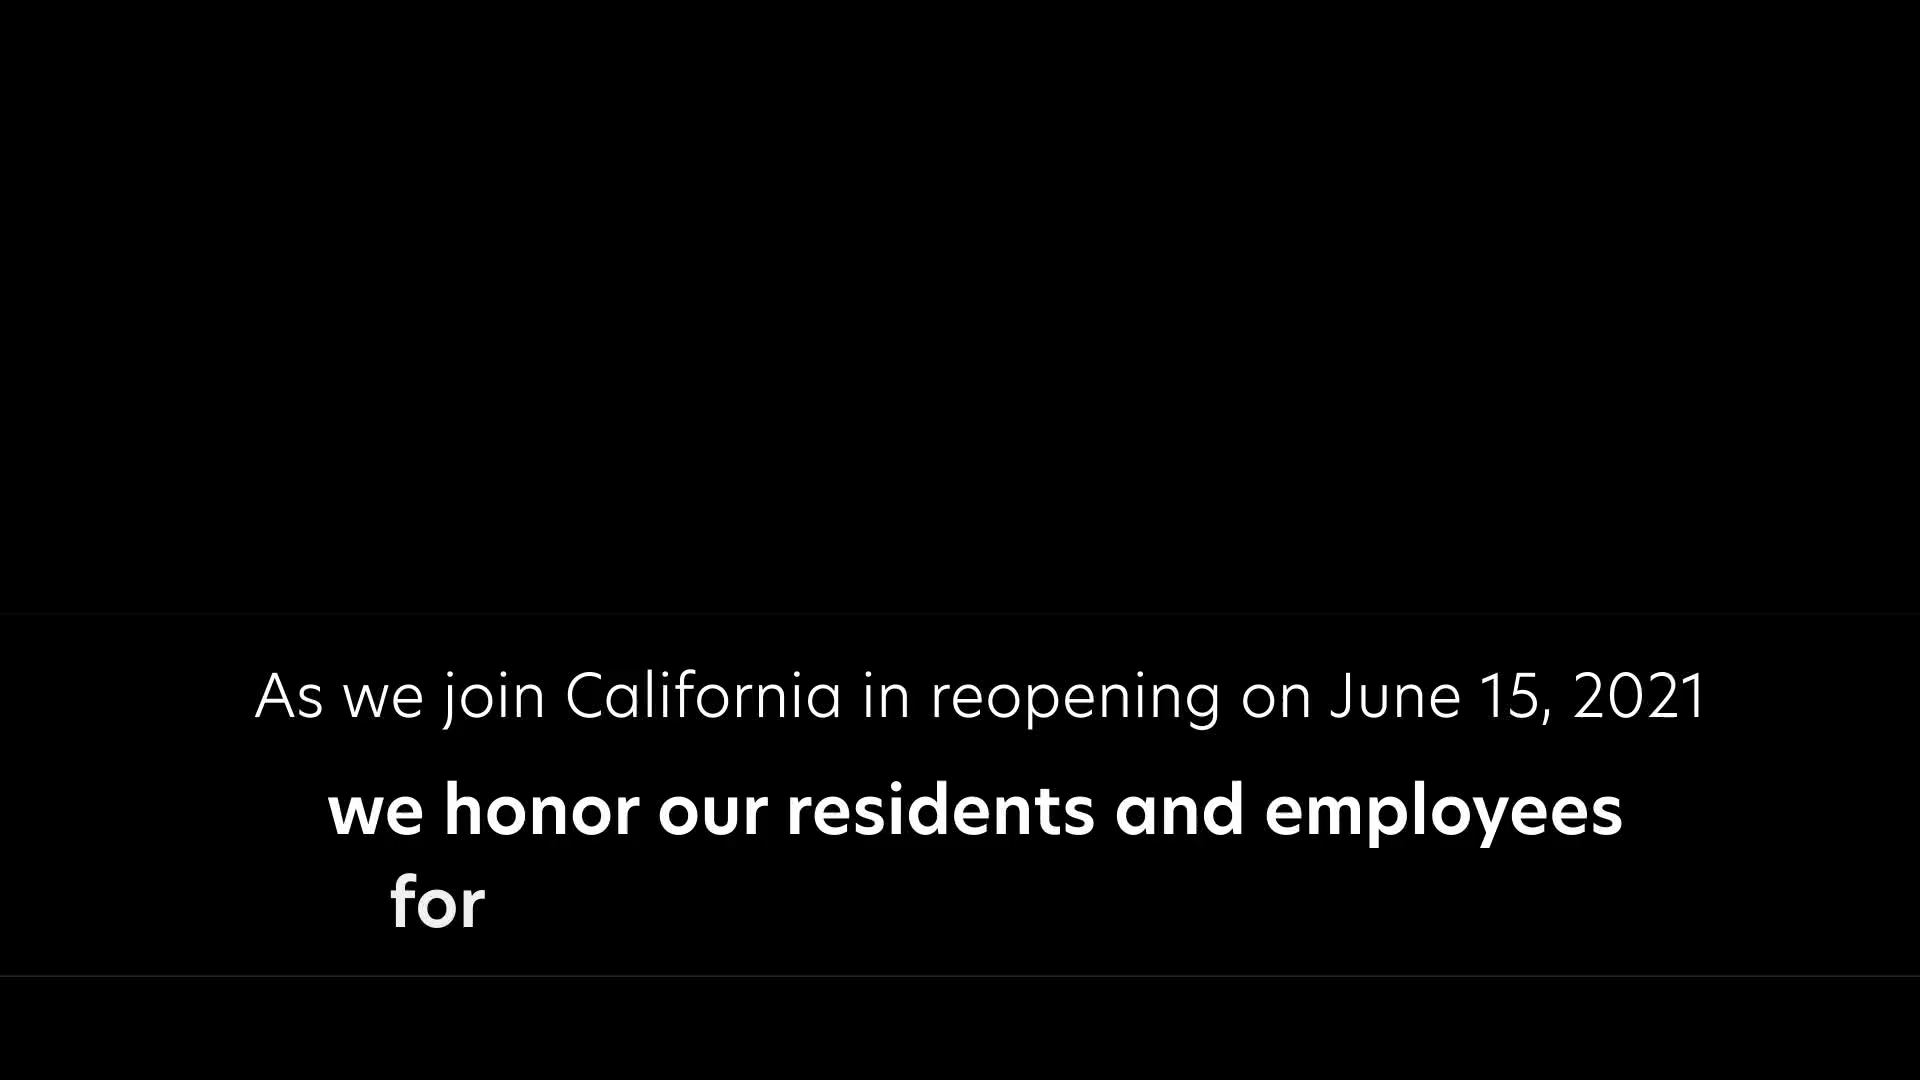 As we join California in reopening on June 15, 2021
we honor our residents and employees
for